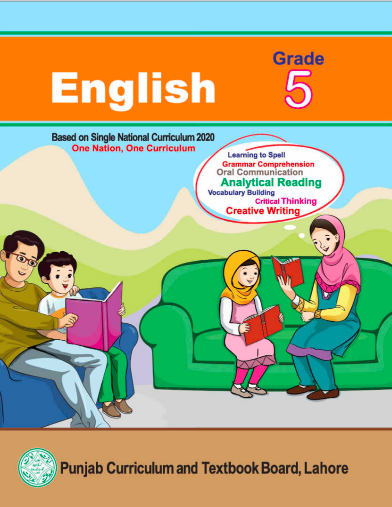 Grade
English 5
Based on Single National Curriculum 2020
One Nation, One Curriculum
Learning to Spell
Grammar Comprehension
Oral Communication
Analytical Reading
Vocabulary Building
Critical Thinking
Creative Writing
Punjab Curriculum and Textbook Board, Lahore